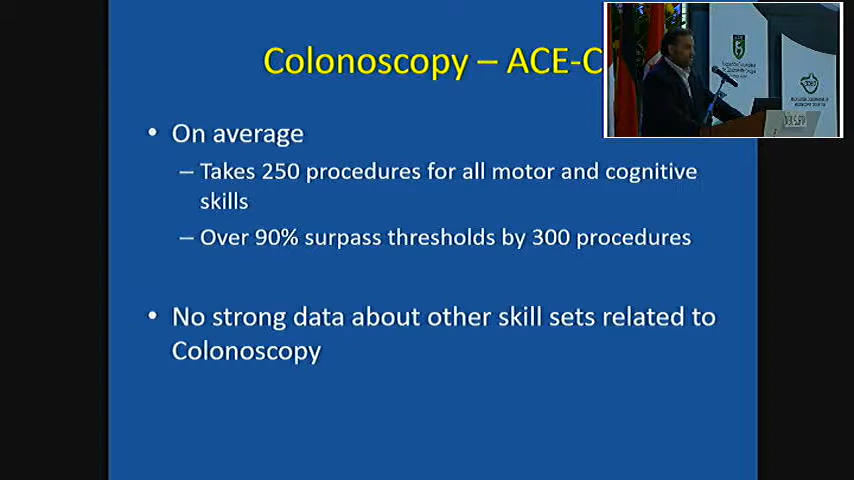 Colonoscopy – ACE-C
• On average
– Takes 250 procedures for all motor and cognitive
skills
– Over 90% surpass thresholds by 300 procedures
• No strong data about other skill sets related to
Colonoscopy